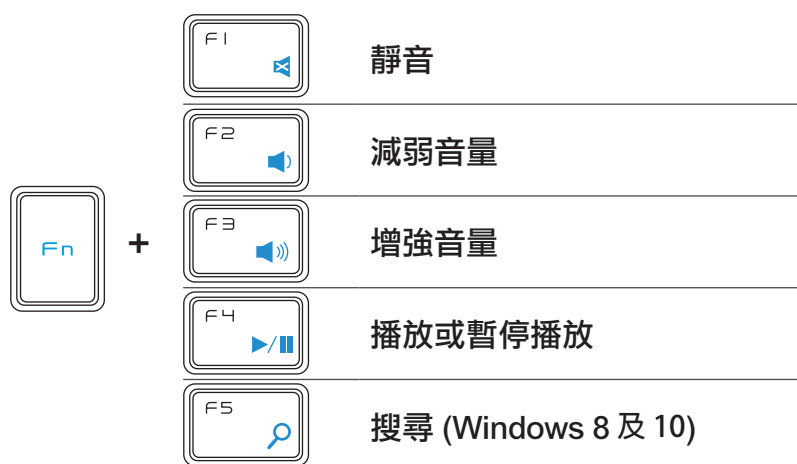 F1
靜音
F2
減弱音量
Fn + F3
增強音量
F4
播放或暫停播放
F5
搜尋 (Windows 8 及 10)